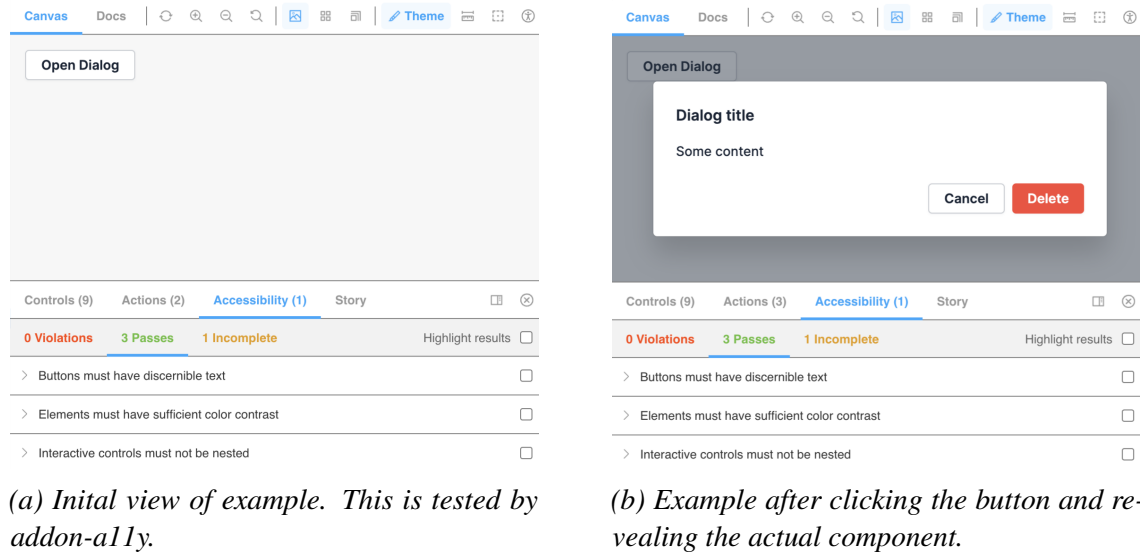 Canvas Docs Theme
Open Dialog
Controls (9) Actions (2) Accessibility (1) Story
0 Violations 3 Passes 1 Incomplete Highlight results
Buttons must have discernible text
Elements must have sufficient color contrast
Interactive controls must not be nested
(a) Inital view of example. This is tested by
addon-a11y.
Canvas Docs Theme
Open Dialog
Dialog title
Some content
Cancel Delete
Controls (9) Actions (3) Accessibility (1) Story
0 Violations 3 Passes 1 Incomplete Highlight results
Buttons must have discernible text
Elements must have sufficient color contrast
Interactive controls must not be nested
(b) Example after clicking the button and re-
vealing the actual component.